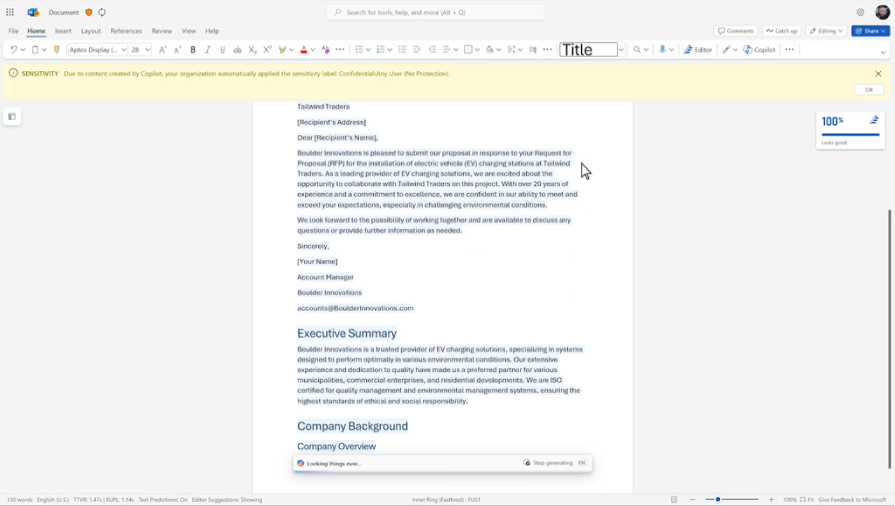 Document
Search for tools, help, and more (Alt + Q)
File Home Insert Layout References Review View Help
Comments Catch up Editing Share
Aptos Display (... 28 B I U ab Title Editor Copilot
SENSITIVITY Due to content created by Copilot, your organization automatically applied the sensitivity label: Confidential\Any User (No Protection).
OK
100%
Looks good!
Tailwind Traders
[Recipient's Address]
Dear [Recipient's Name],
Boulder Innovations is pleased to submit our proposal in response to your Request for
Proposal (RFP) for the installation of electric vehicle (EV) charging stations at Tailwind
Traders. As a leading provider of EV charging solutions, we are excited about the
opportunity to collaborate with Tailwind Traders on this project. With over 20 years of
experience and a commitment to excellence, we are confident in our ability to meet and
exceed your expectations, especially in challenging environmental conditions.
We look forward to the possibility of working together and are available to discuss any
questions or provide further information as needed.
Sincerely,
[Your Name]
Account Manager
Boulder Innovations
accounts@BoulderInnovations.com
Executive Summary
Boulder Innovations is a trusted provider of EV charging solutions, specializing in systems
designed to perform optimally in various environmental conditions. Our extensive
experience and dedication to quality have made us a preferred partner for various
municipalities, commercial enterprises, and residential developments. We are ISO
certified for quality management and environmental management systems, ensuring the
highest standards of ethical and social responsibility.
Company Background
Company Overview
Looking things over... Stop generating
130 words English (U.S.) TTVR: 1.47s | EUPL: 1.14s Text Predictions: On Editor Suggestions: Showing Inner Ring (Fastfood) : FUS1 100% Fit Give Feedback to Microsoft